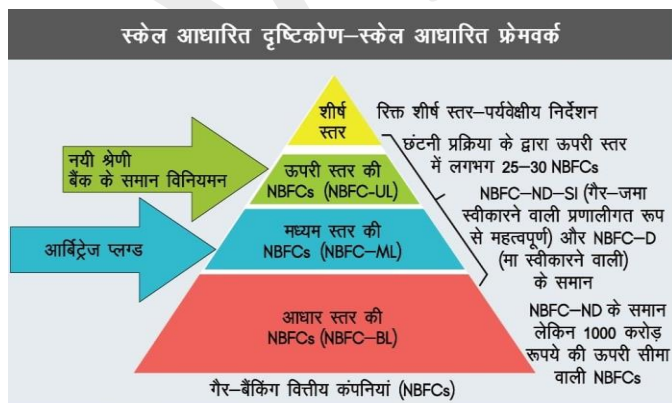 स्केल आधारित दृष्टिकोण–स्केल आधारित फ्रेमवर्क
शीर्ष
स्तर
रिक्त शीर्ष स्तर–पर्यवेक्षीय निर्देशन
छंटनी प्रक्रिया के द्वारा ऊपरी स्तर
में लगभग 25–30 NBFCs
नयी श्रेणी
बैंक के समान विनियमन
ऊपरी स्तर की
NBFCs (NBFC-UL)
NBFC–ND–SI (गैर–जमा
स्वीकारने वाली प्रणालीगत रूप
से महत्वपूर्ण) और NBFC–D
(मा स्वीकारने वाली)
के समान
आर्बिट्रेज प्लग्ड
मध्यम स्तर की
NBFCs (NBFC–ML)
आधार स्तर की
NBFCs (NBFC–BL)
NBFC–ND के समान
लेकिन 1000 करोड़
रूपये की ऊपरी सीमा
वाली NBFCs
गैर–बैंकिंग वित्तीय कंपनियां (NBFCs)